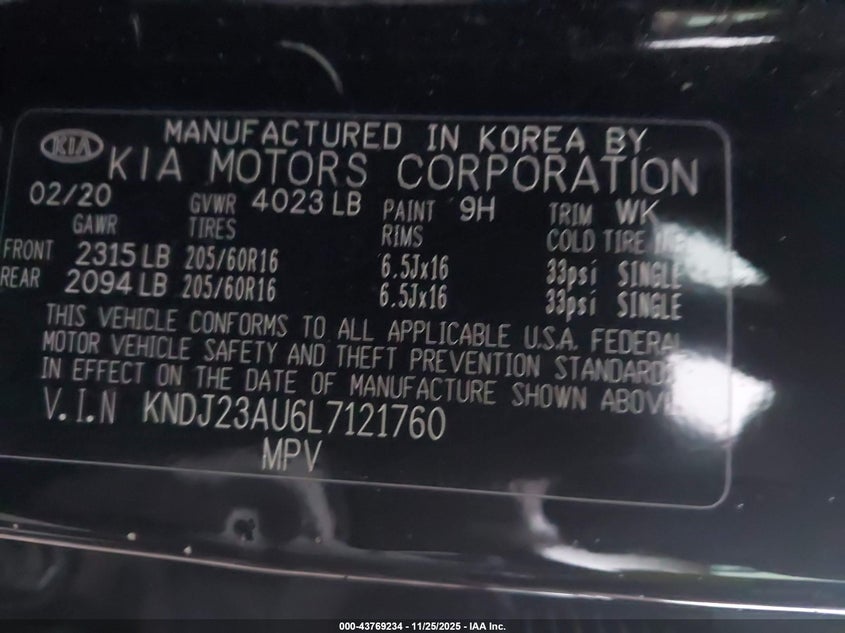 KIA MANUFACTURED IN KOREA BY
KIA MOTORS CORPORATION
02/20 GVWR 4023 LB PAINT 9H TRIM WK
GAWR TIRES RIMS COLD TIRE
FRONT 2315 LB 205/60R16 6.5Jx16 33psi SINGLE
REAR 2094 LB 205/60R16 6.5Jx16 33psi SINGLE
THIS VEHICLE CONFORMS TO ALL APPLICABLE U.S.A. FEDERAL
MOTOR VEHICLE SAFETY AND THEFT PREVENTION STANDARDS
IN EFFECT ON THE DATE OF MANUFACTURE SHOWN ABOVE
V.I.N KNDJ23AU6L7121760
MPV
000-43769234 - 11/25/2025 - IAA Inc.